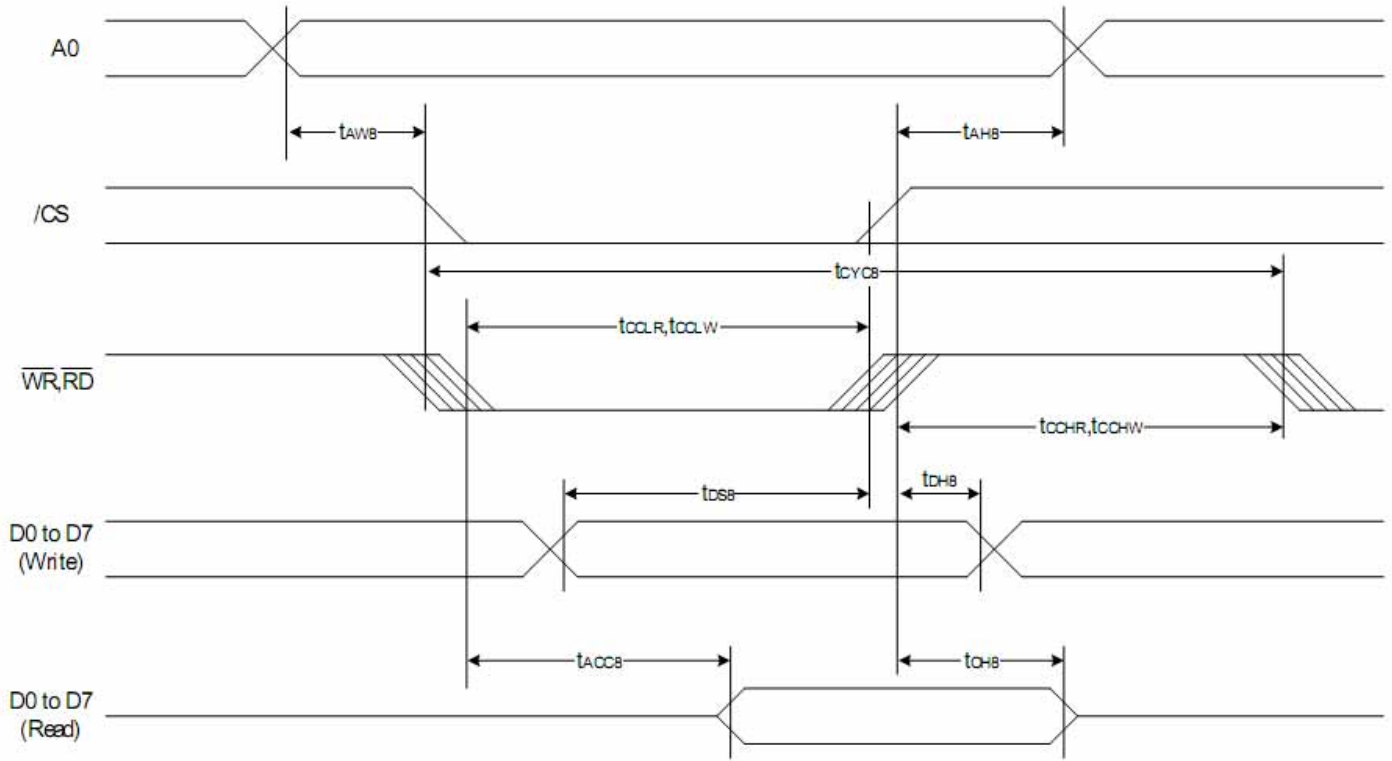 A0
tAW8
tAH8
/CS
tCYC8
tCCLR,tCCLW
WR,RD
tCCHR,tCCHW
tDS8
tDH8
D0 to D7
(Write)
tACC8
tOH8
D0 to D7
(Read)